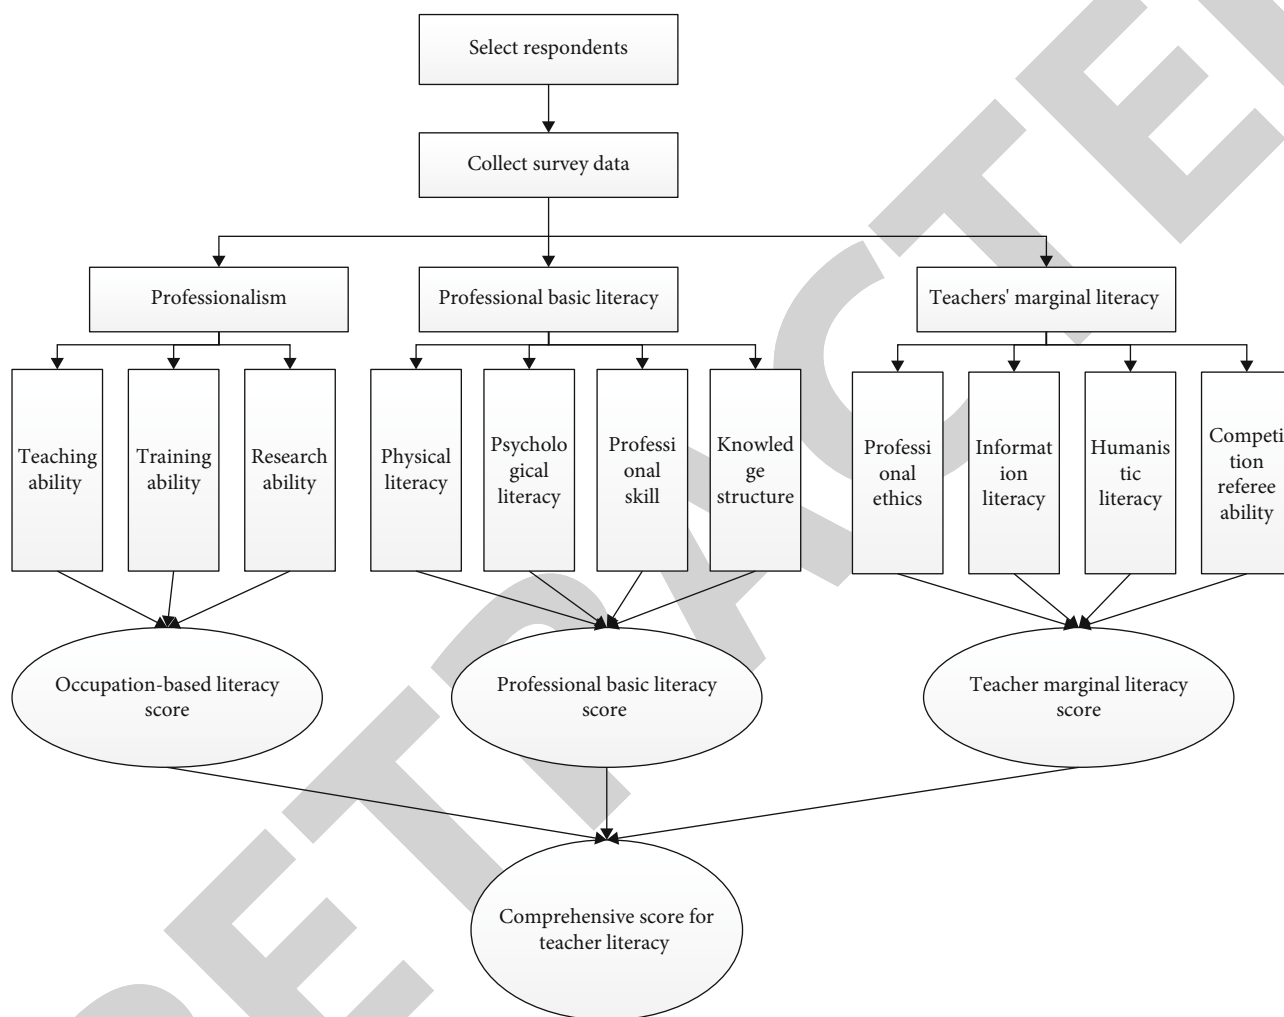 Select respondents
Collect survey data
Professionalism
Professional basic literacy
Teachers' marginal literacy
Teaching
ability
Training
ability
Research
ability
Physical
literacy
Psycholo
gical
literacy
Professi
onal
skill
Knowled
ge
structure
Professi
onal
ethics
Informat
ion
literacy
Humanis
tic
literacy
Competi
tion
referee
ability
Occupation-based literacy
score
Professional basic literacy
score
Teacher marginal literacy
score
Comprehensive score for
teacher literacy
RETRACTE